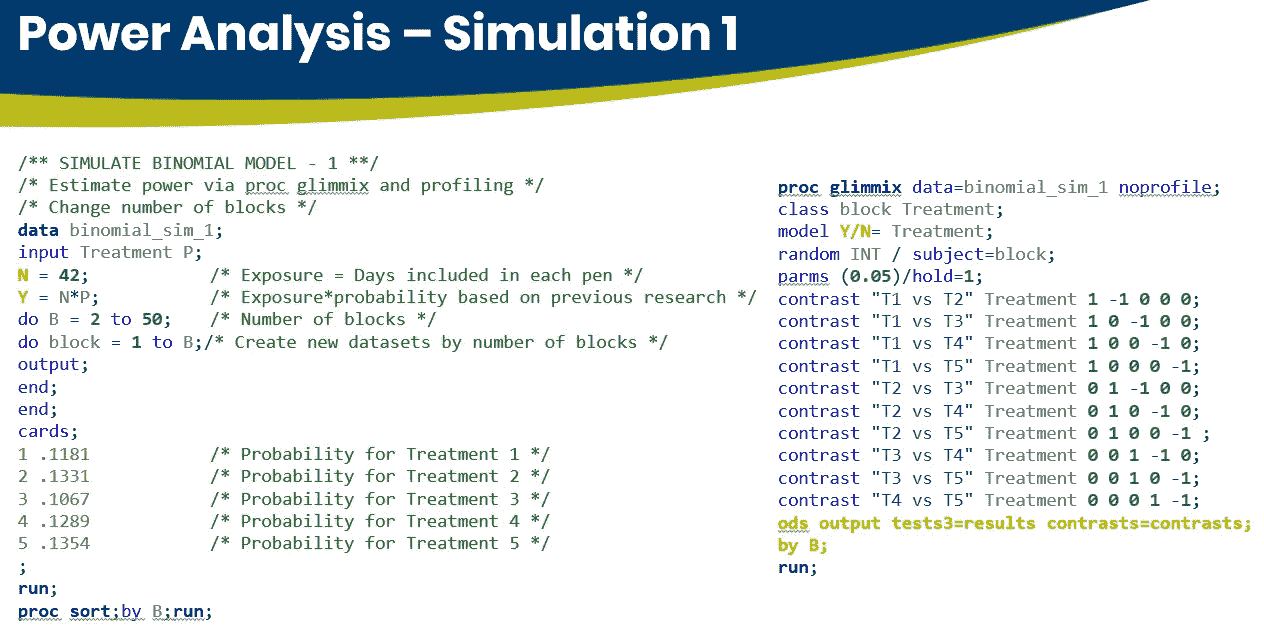 Power Analysis – Simulation 1
/** SIMULATE BINOMIAL MODEL - 1 **/
/* Estimate power via proc glimmix and profiling */
/* Change number of blocks */
data binomial_sim_1;
input Treatment P;
N = 42; /* Exposure = Days included in each pen */
Y = N*P; /* Exposure*probability based on previous research */
do B = 2 to 50; /* Number of blocks */
do block = 1 to B;/* Create new datasets by number of blocks */
output;
end;
end;
cards;
1 .1181 /* Probability for Treatment 1 */
2 .1331 /* Probability for Treatment 2 */
3 .1067 /* Probability for Treatment 3 */
4 .1289 /* Probability for Treatment 4 */
5 .1354 /* Probability for Treatment 5 */
;
run;
proc sort;by B;run;
proc glimmix data=binomial_sim_1 noprofile;
class block Treatment;
model Y/N= Treatment;
random INT / subject=block;
parms (0.05)/hold=1;
contrast "T1 vs T2" Treatment 1 -1 0 0 0;
contrast "T1 vs T3" Treatment 1 0 -1 0 0;
contrast "T1 vs T4" Treatment 1 0 0 -1 0;
contrast "T1 vs T5" Treatment 1 0 0 0 -1;
contrast "T2 vs T3" Treatment 0 1 -1 0 0;
contrast "T2 vs T4" Treatment 0 1 0 -1 0;
contrast "T2 vs T5" Treatment 0 1 0 0 -1 ;
contrast "T3 vs T4" Treatment 0 0 1 -1 0;
contrast "T3 vs T5" Treatment 0 0 1 0 -1;
contrast "T4 vs T5" Treatment 0 0 0 1 -1;
ods output tests3=results contrasts=contrasts;
by B;
run;